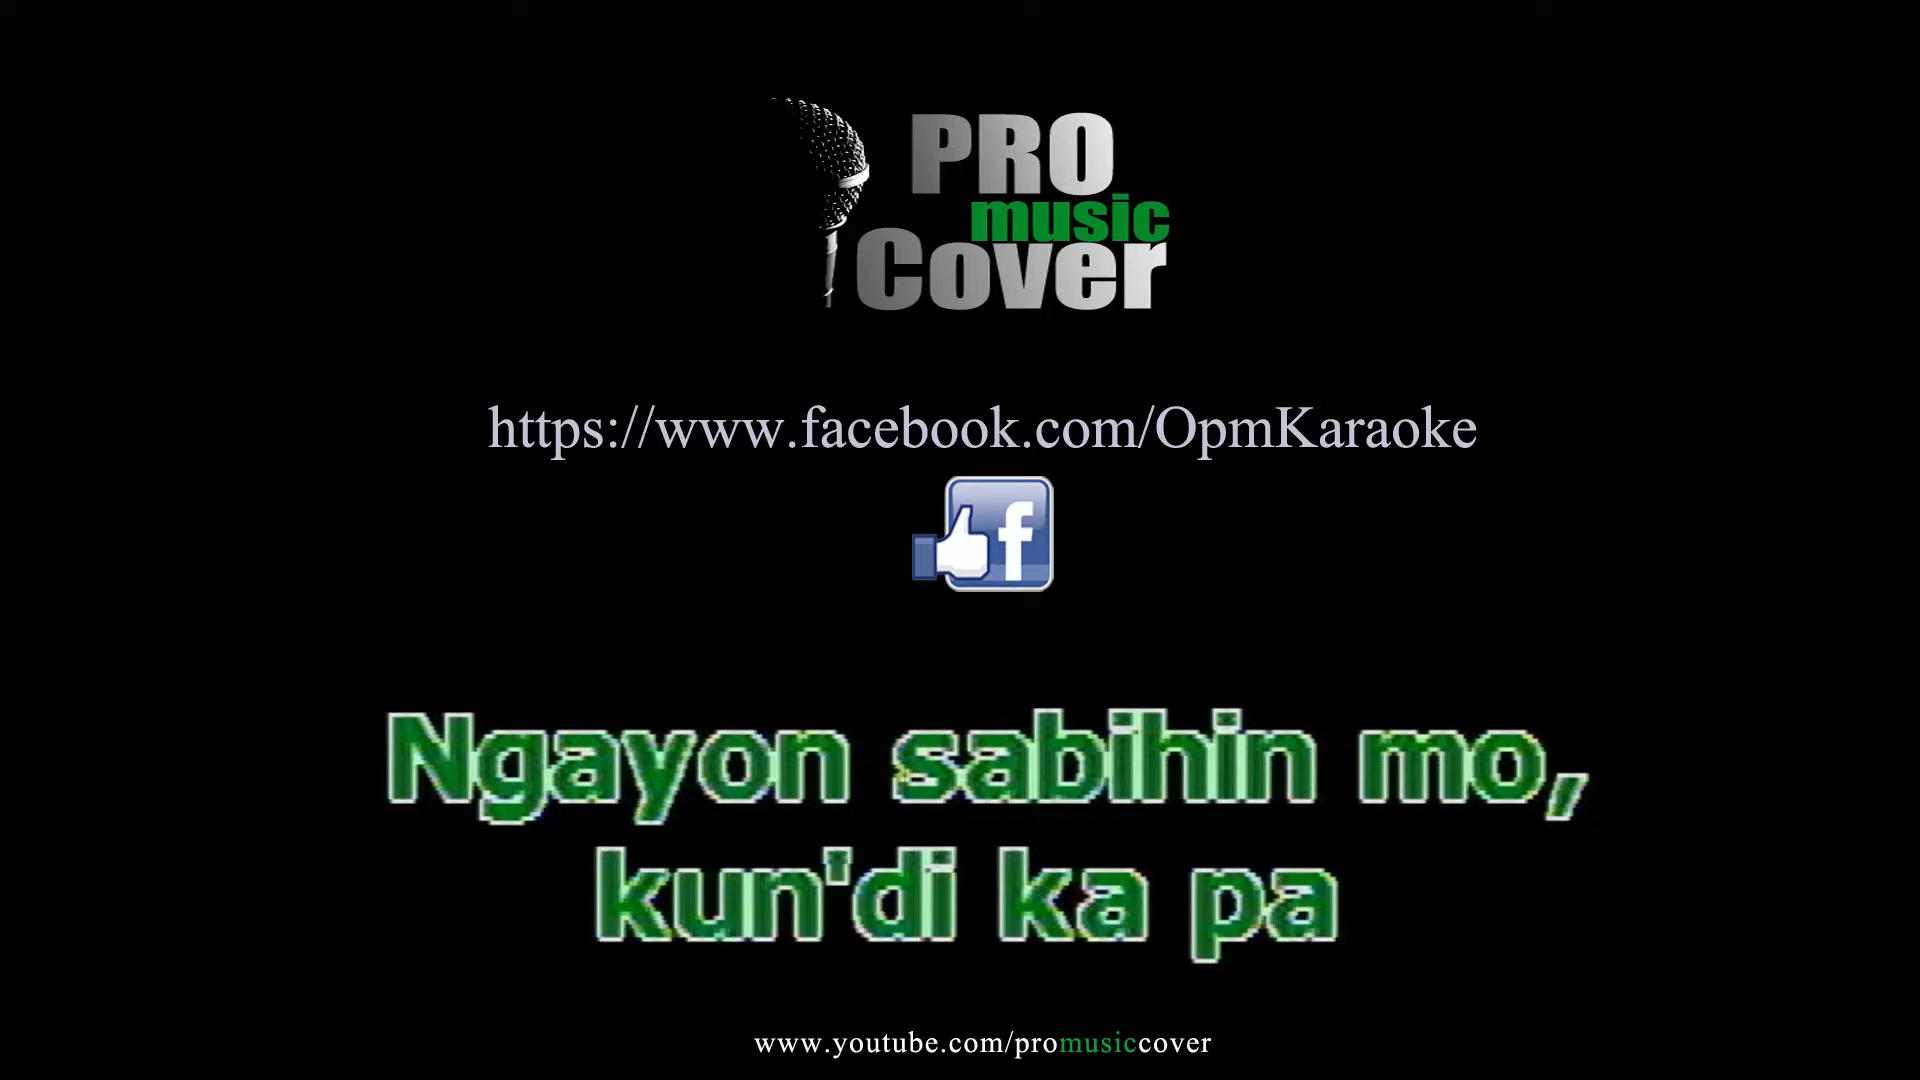 PRO
music
Cover
https://www.facebook.com/OpmKaraoke
f
Ngayon sabihin mo,
kun'di ka pa
www.youtube.com/promusiccover